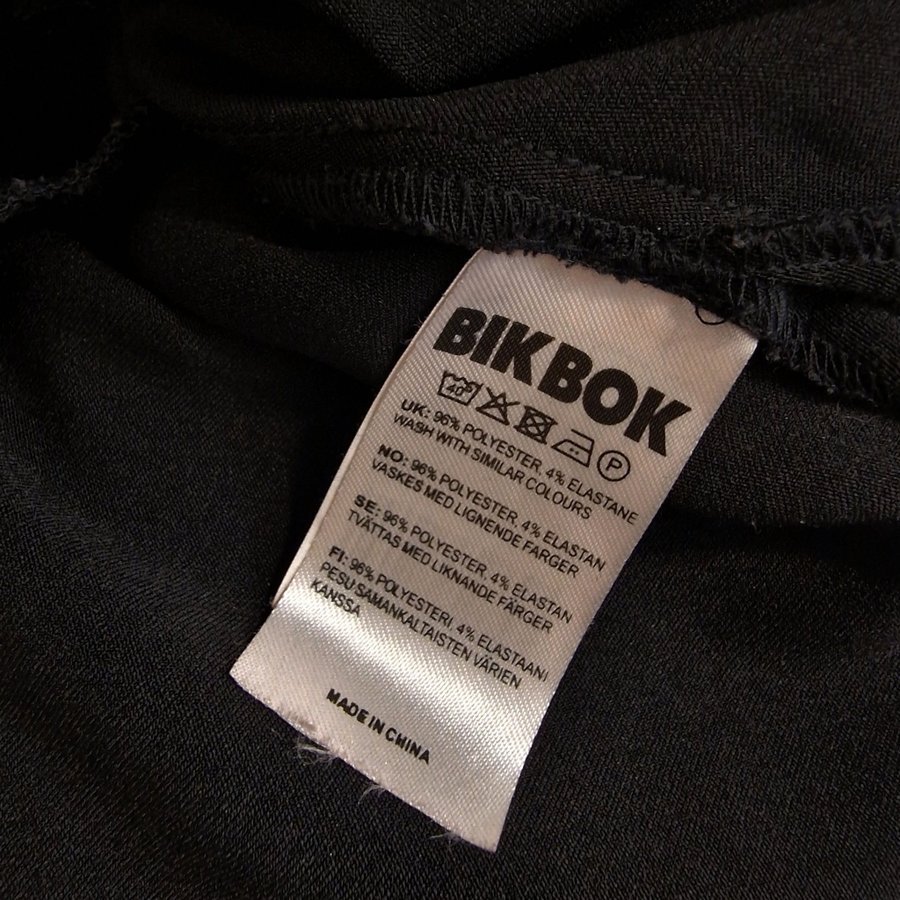 BIKBOK
40° P
UK: 96% POLYESTER, 4% ELASTANE
WASH WITH SIMILAR COLOURS
NO: 96% POLYESTER, 4% ELASTAN
VASKES MED LIGNENDE FARGER
SE: 96% POLYESTER, 4% ELASTAN
TVÄTTAS MED LIKNANDE FÄRGER
FI: 96% POLYESTERI, 4% ELASTAANI
PESU SAMANKALTAISTEN VÄRIEN
KANSSA
MADE IN CHINA